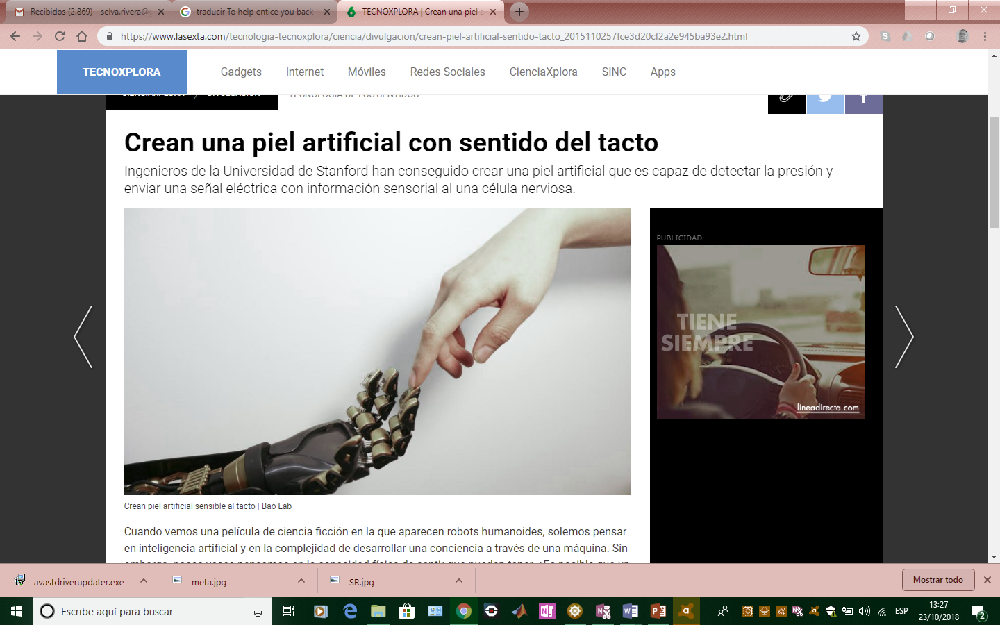 Recibidos (2.869) - selva.rivera@
traducir To help entice you back
TECNOXPLORA | Crean una piel a
https://www.lasexta.com/tecnologia-tecnoxplora/ciencia/divulgacion/crean-piel-artificial-sentido-tacto_2015110257fce3d20cf2a2e945ba93e2.html
TECNOXPLORA
Gadgets
Internet
Móviles
Redes Sociales
CienciaXplora
SINC
Apps
TECNOLOGÍA DE LOS SENTIDOS
Crean una piel artificial con sentido del tacto
Ingenieros de la Universidad de Stanford han conseguido crear una piel artificial que es capaz de detectar la presión y
enviar una señal eléctrica con información sensorial al una célula nerviosa.
PUBLICIDAD
TIENE
SIEMPRE
lineadirecta.com
Crean piel artificial sensible al tacto | Bao Lab
Cuando vemos una película de ciencia ficción en la que aparecen robots humanoides, solemos pensar
en inteligencia artificial y en la complejidad de desarrollar una conciencia a través de una máquina. Sin
avastdriverupdater.exe
meta.jpg
SR.jpg
Mostrar todo
Escribe aquí para buscar
ESP
13:27
23/10/2018
2